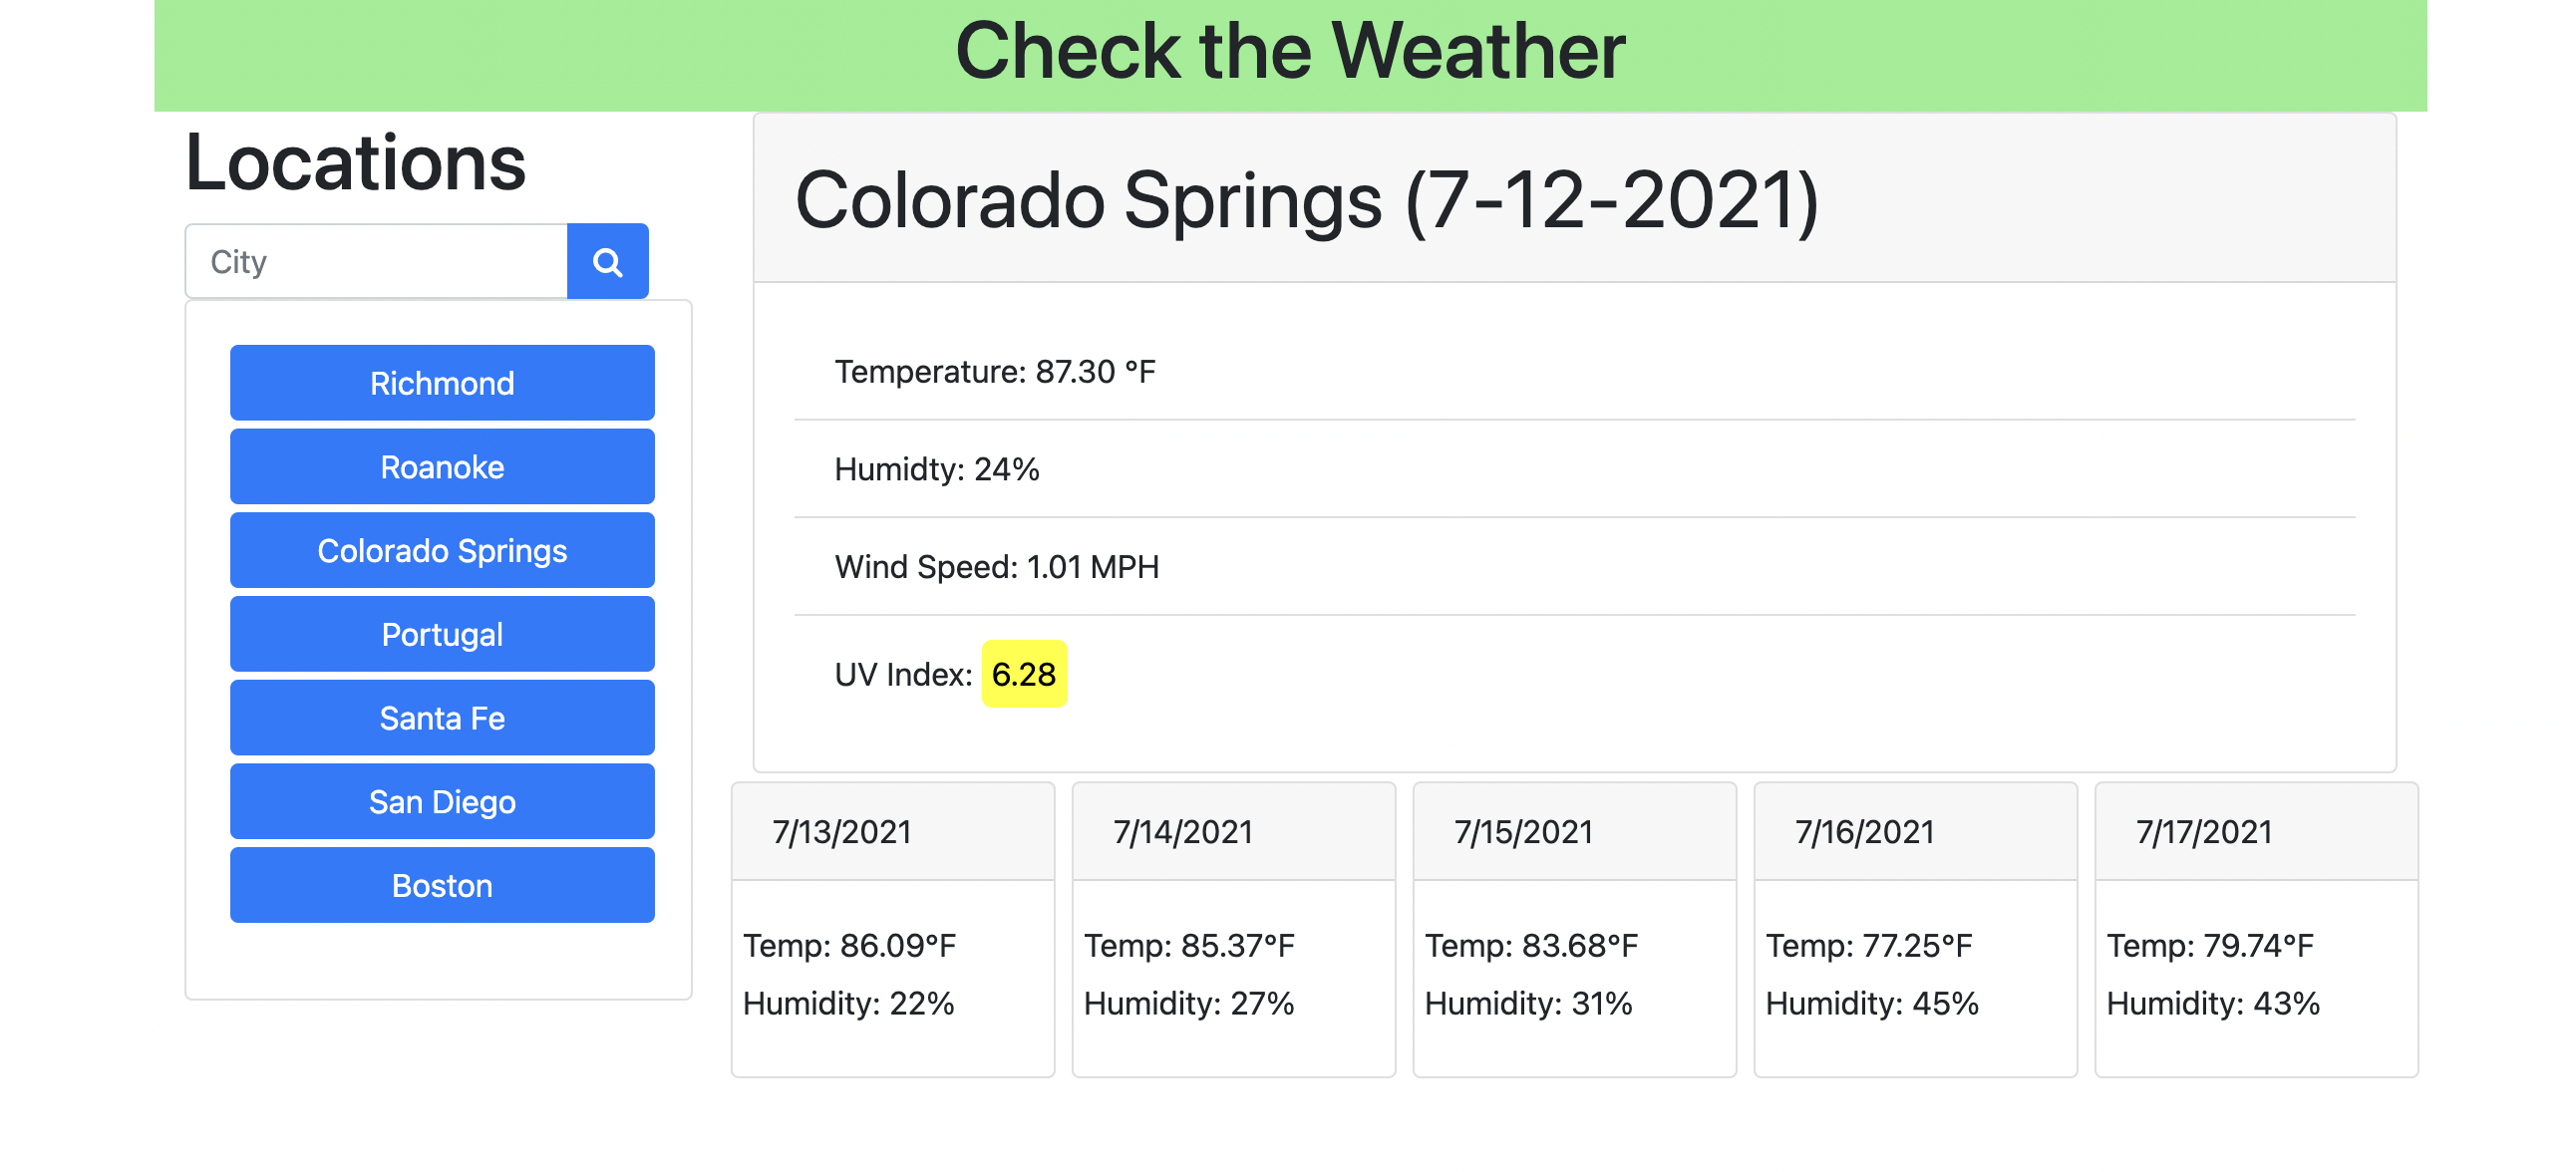 Check the Weather
Locations
City
Richmond
Roanoke
Colorado Springs
Portugal
Santa Fe
San Diego
Boston
Colorado Springs (7-12-2021)
Temperature: 87.30 °F
Humidty: 24%
Wind Speed: 1.01 MPH
UV Index: 6.28
7/13/2021
Temp: 86.09°F
Humidity: 22%
7/14/2021
Temp: 85.37°F
Humidity: 27%
7/15/2021
Temp: 83.68°F
Humidity: 31%
7/16/2021
Temp: 77.25°F
Humidity: 45%
7/17/2021
Temp: 79.74°F
Humidity: 43%